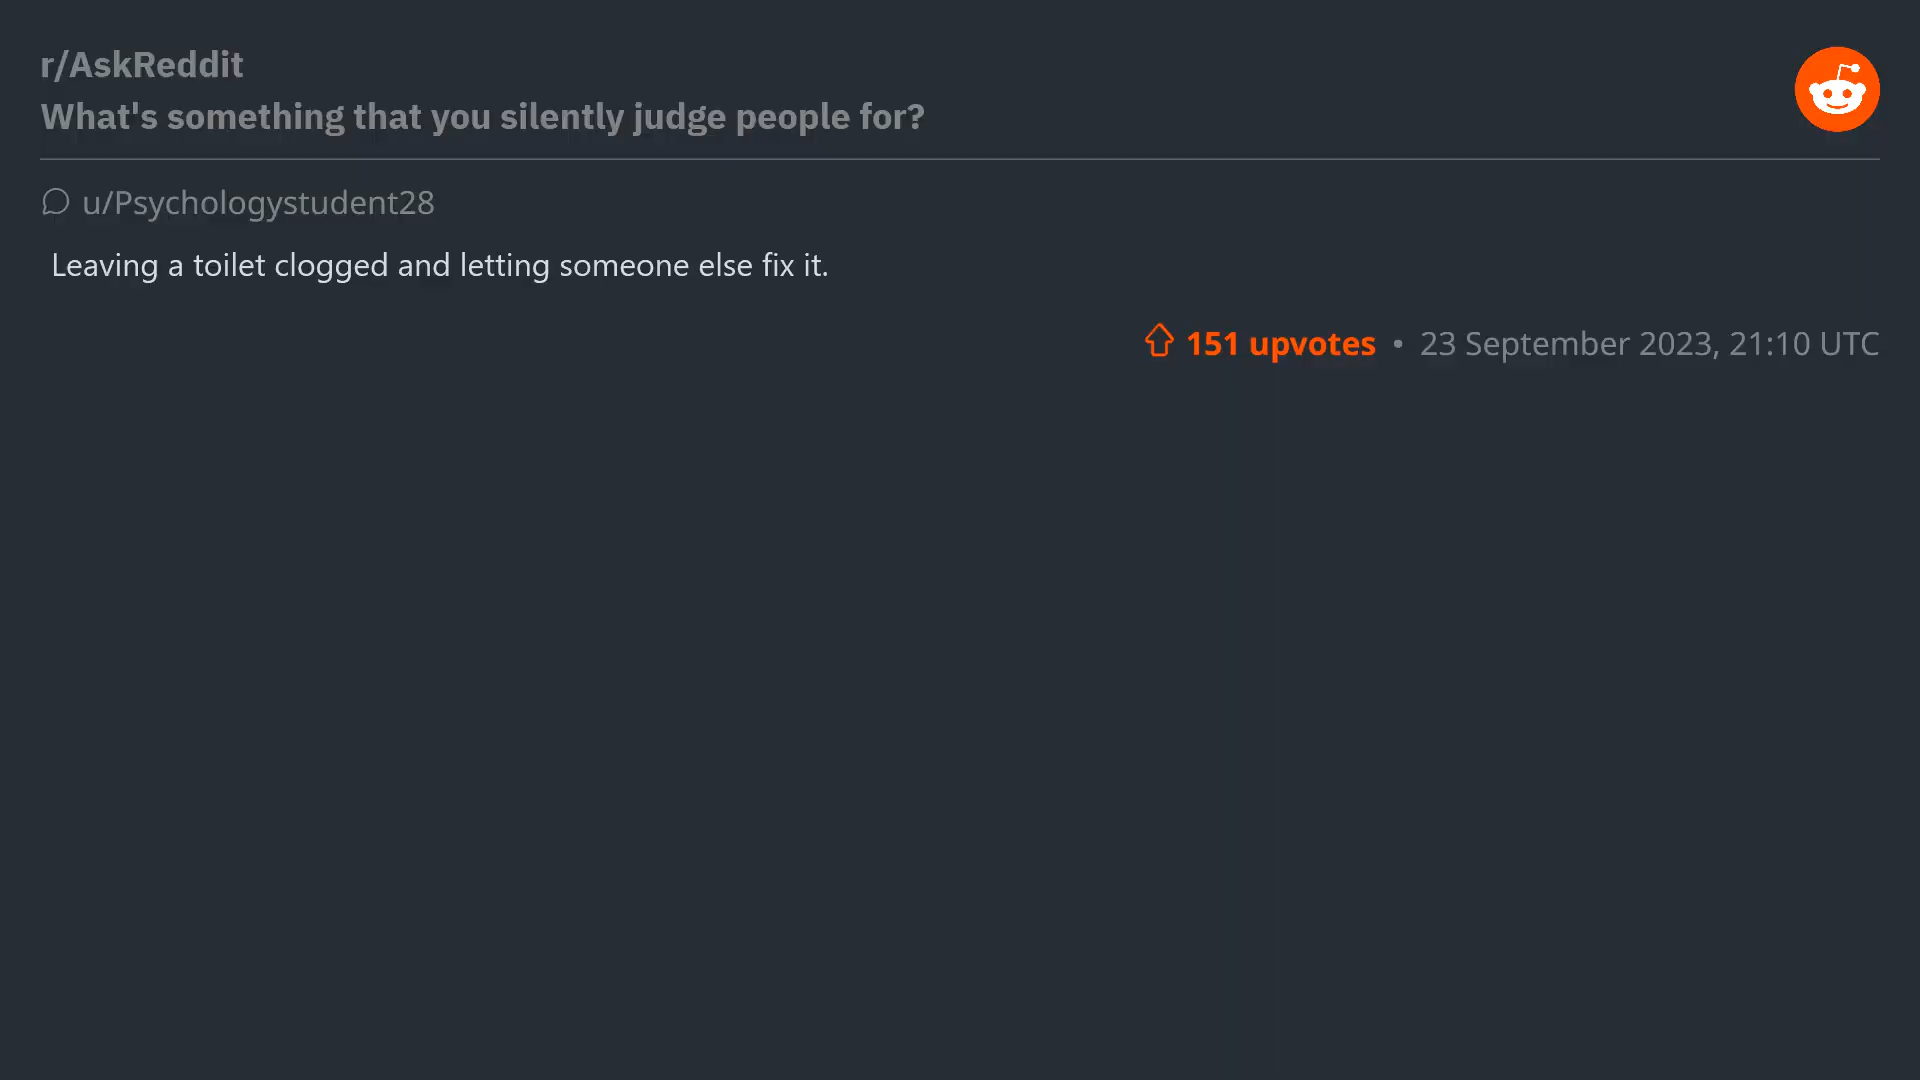 r/AskReddit
What's something that you silently judge people for?
u/Psychologystudent28
Leaving a toilet clogged and letting someone else fix it.
151 upvotes • 23 September 2023, 21:10 UTC